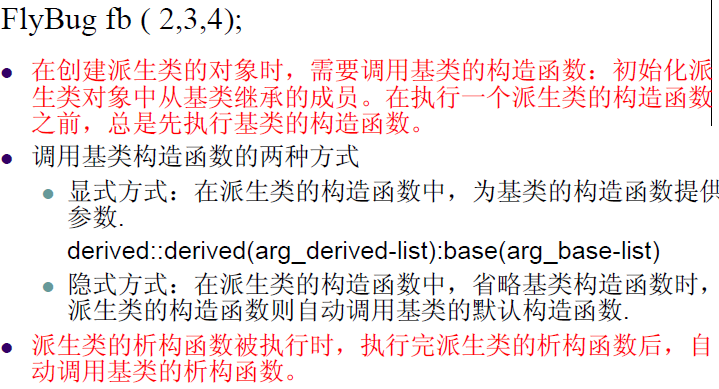 FlyBug fb ( 2,3,4);
在创建派生类的对象时，需要调用基类的构造函数：初始化派
生类对象中从基类继承的成员。在执行一个派生类的构造函数
之前，总是先执行基类的构造函数。
调用基类构造函数的两种方式
显式方式：在派生类的构造函数中，为基类的构造函数提供
参数.
derived::derived(arg_derived-list):base(arg_base-list)
隐式方式：在派生类的构造函数中，省略基类构造函数时，
派生类的构造函数则自动调用基类的默认构造函数.
派生类的析构函数被执行时，执行完派生类的析构函数后，自
动调用基类的析构函数。